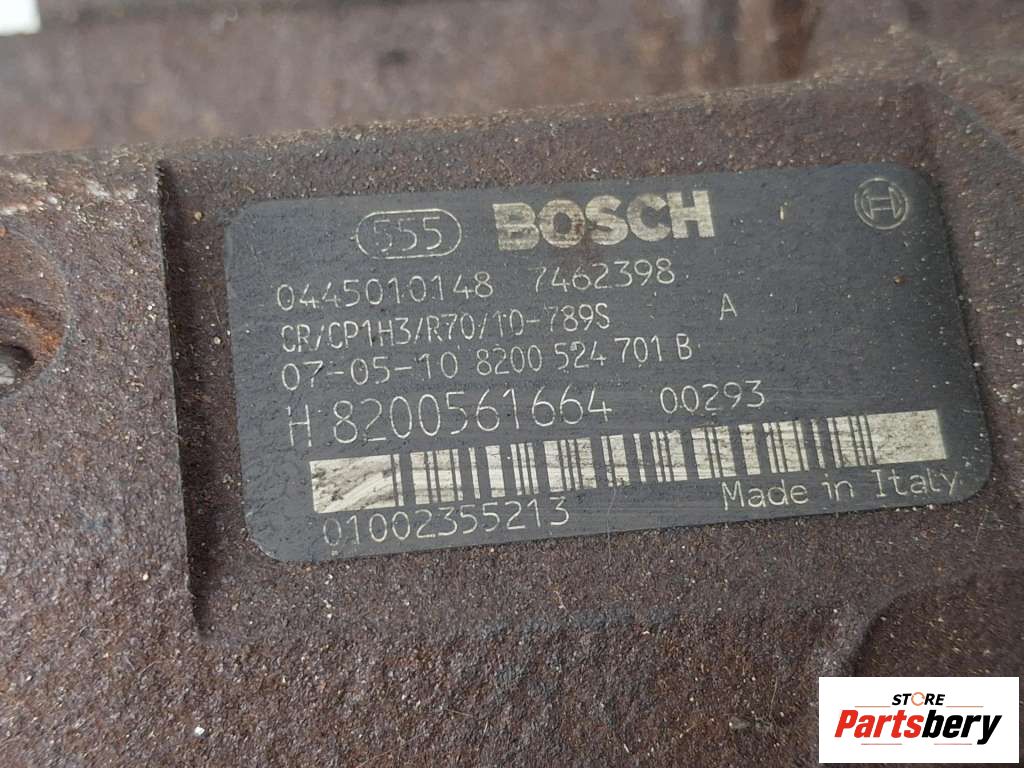 555 BOSCH H
0445010148 7462398
CR/CP1H3/R70/10-789S A
07-05-10 8200 524 701 B
H 8200561664 00293
01002355213 Made in Italy
STORE
Partsbery